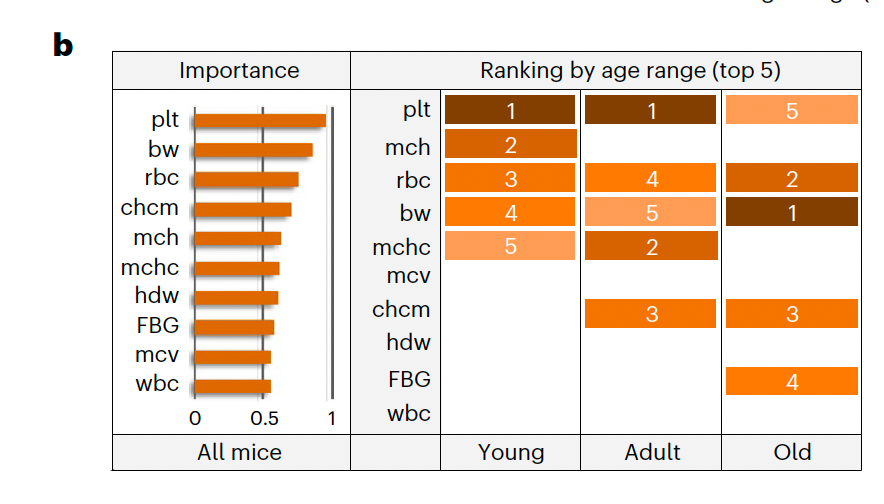 b
Importance
Ranking by age range (top 5)
plt
bw
rbc
chcm
mch
mchc
hdw
FBG
mcv
wbc
0 0.5 1
All mice
plt 1 1 5
mch 2
rbc 3 4 2
bw 4 5 1
mchc 5 2
mcv
chcm 3 3
hdw
FBG 4
wbc
Young Adult Old